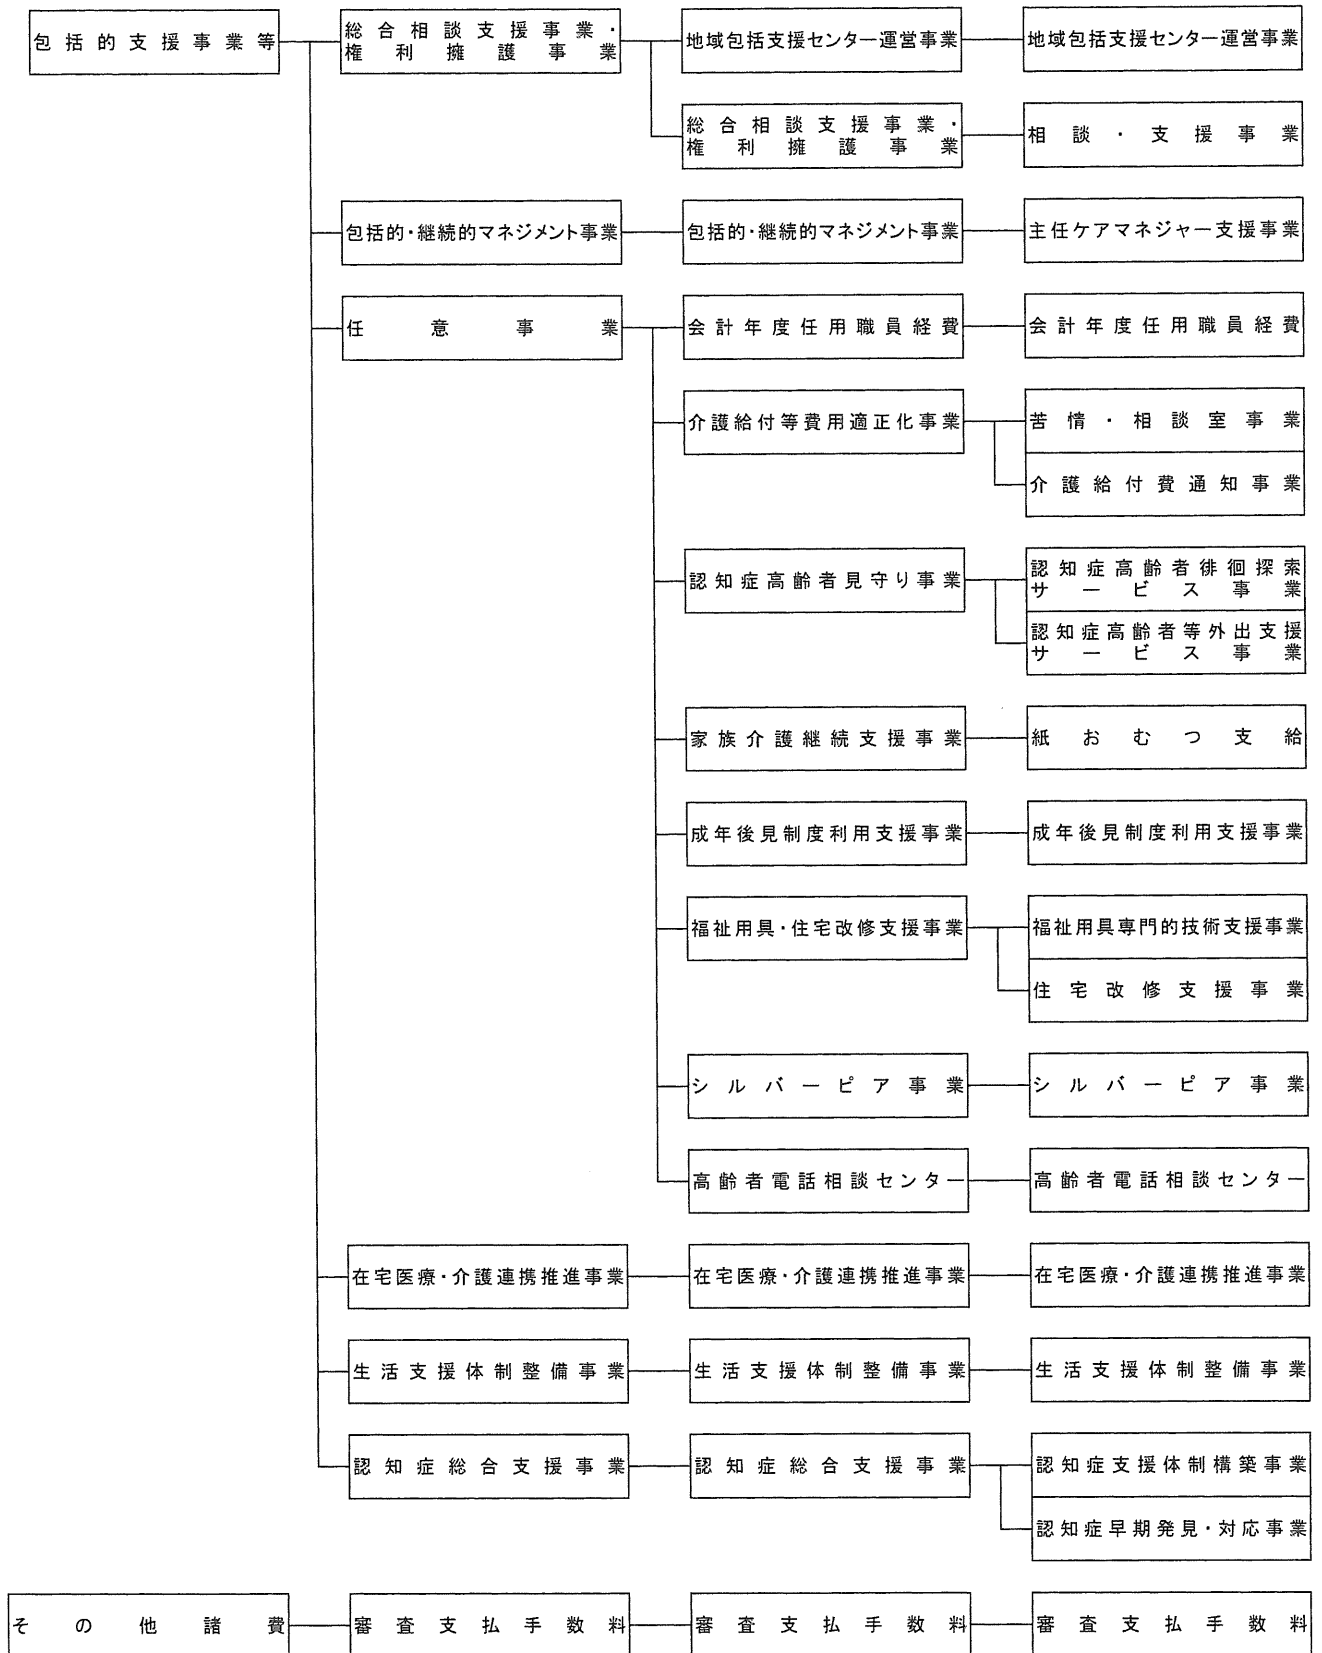 包括的支援事業等
総合相談支援事業・
権利擁護事業
地域包括支援センター運営事業
地域包括支援センター運営事業
総合相談支援事業・
権利擁護事業
相談・支援事業
包括的・継続的マネジメント事業
包括的・継続的マネジメント事業
主任ケアマネジャー支援事業
任意事業
会計年度任用職員経費
会計年度任用職員経費
介護給付等費用適正化事業
苦情・相談室事業
介護給付費通知事業
認知症高齢者見守り事業
認知症高齢者徘徊探索
サービス事業
認知症高齢者等外出支援
サービス事業
家族介護継続支援事業
紙おむつ支給
成年後見制度利用支援事業
成年後見制度利用支援事業
福祉用具・住宅改修支援事業
福祉用具専門的技術支援事業
住宅改修支援事業
シルバーピア事業
シルバーピア事業
高齢者電話相談センター
高齢者電話相談センター
在宅医療・介護連携推進事業
在宅医療・介護連携推進事業
在宅医療・介護連携推進事業
生活支援体制整備事業
生活支援体制整備事業
生活支援体制整備事業
認知症総合支援事業
認知症総合支援事業
認知症支援体制構築事業
認知症早期発見・対応事業
その他諸費
審査支払手数料
審査支払手数料
審査支払手数料